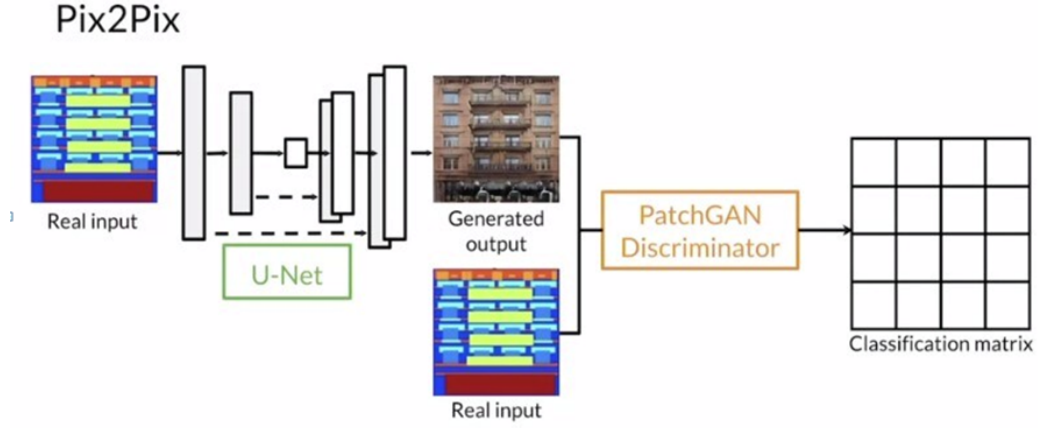 Pix2Pix
Real input
U-Net
Generated
output
Real input
PatchGAN
Discriminator
Classification matrix